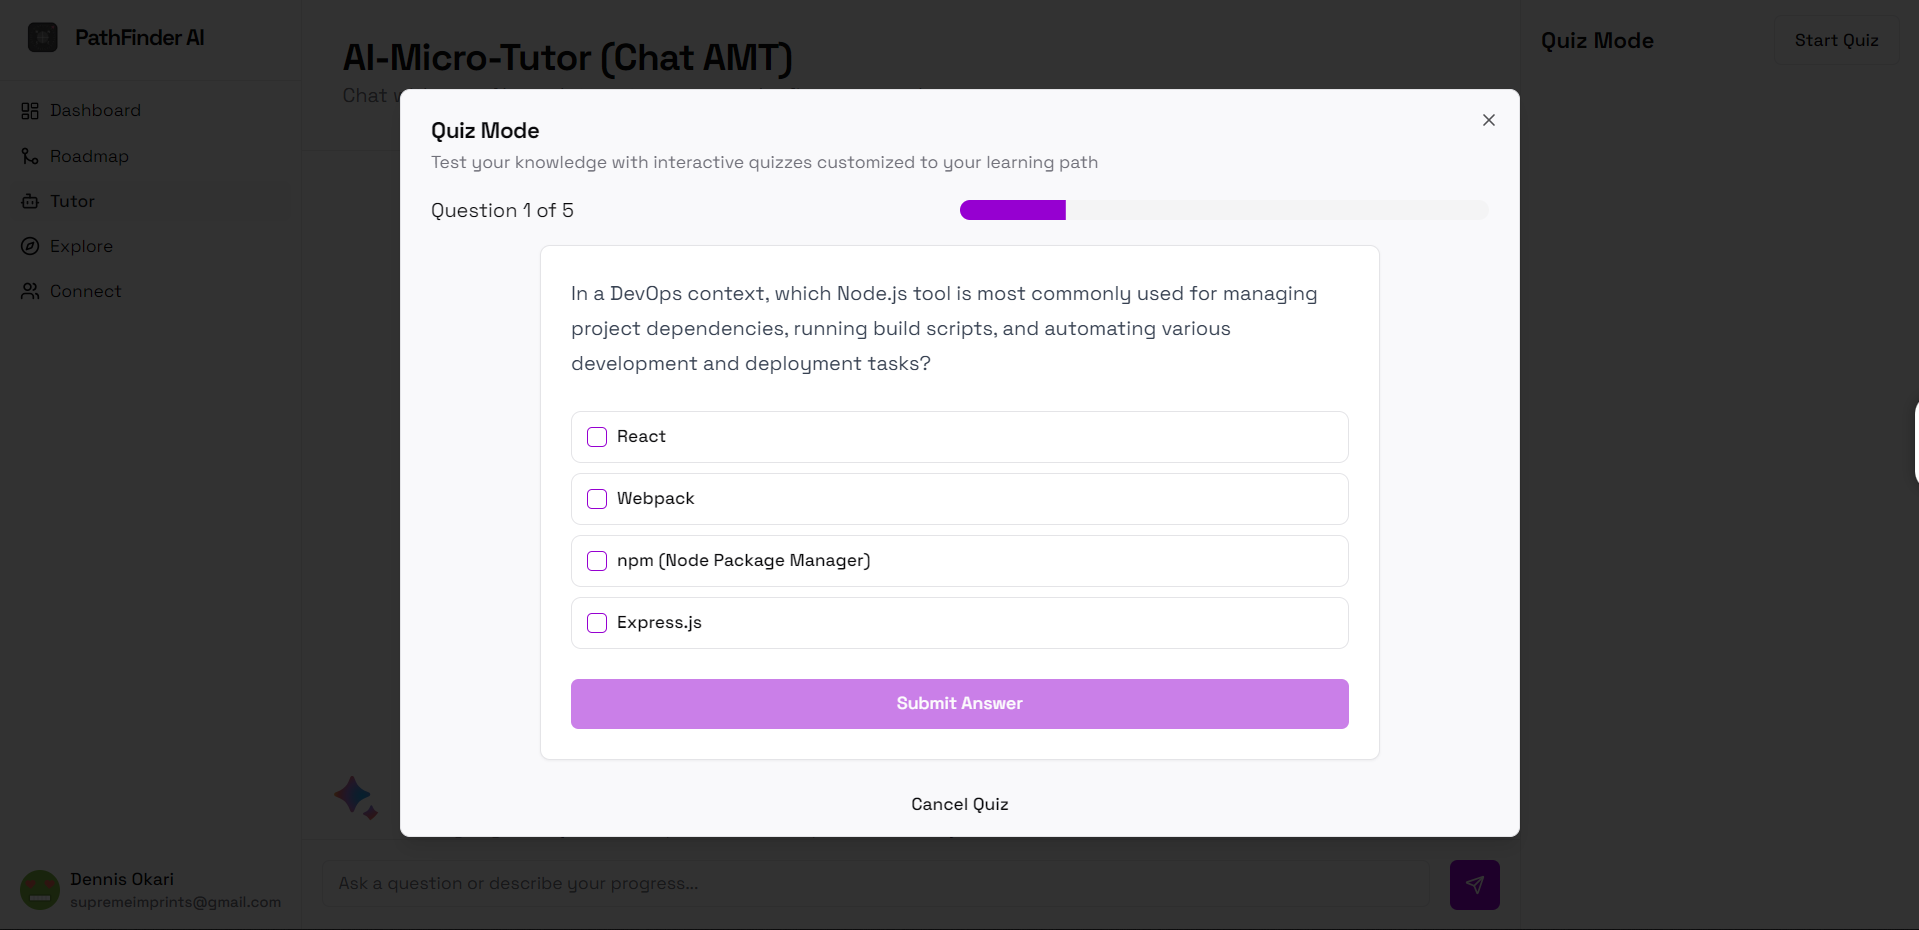 PathFinder AI
Dashboard
Roadmap
Tutor
Explore
Connect
Dennis Okari
supremeimprints@gmail.com
AI-Micro-Tutor (Chat AMT)
Chat
Quiz Mode
Start Quiz
Quiz Mode
Test your knowledge with interactive quizzes customized to your learning path
Question 1 of 5
In a DevOps context, which Node.js tool is most commonly used for managing
project dependencies, running build scripts, and automating various
development and deployment tasks?
React
Webpack
npm (Node Package Manager)
Express.js
Submit Answer
Cancel Quiz
Ask a question or describe your progress...